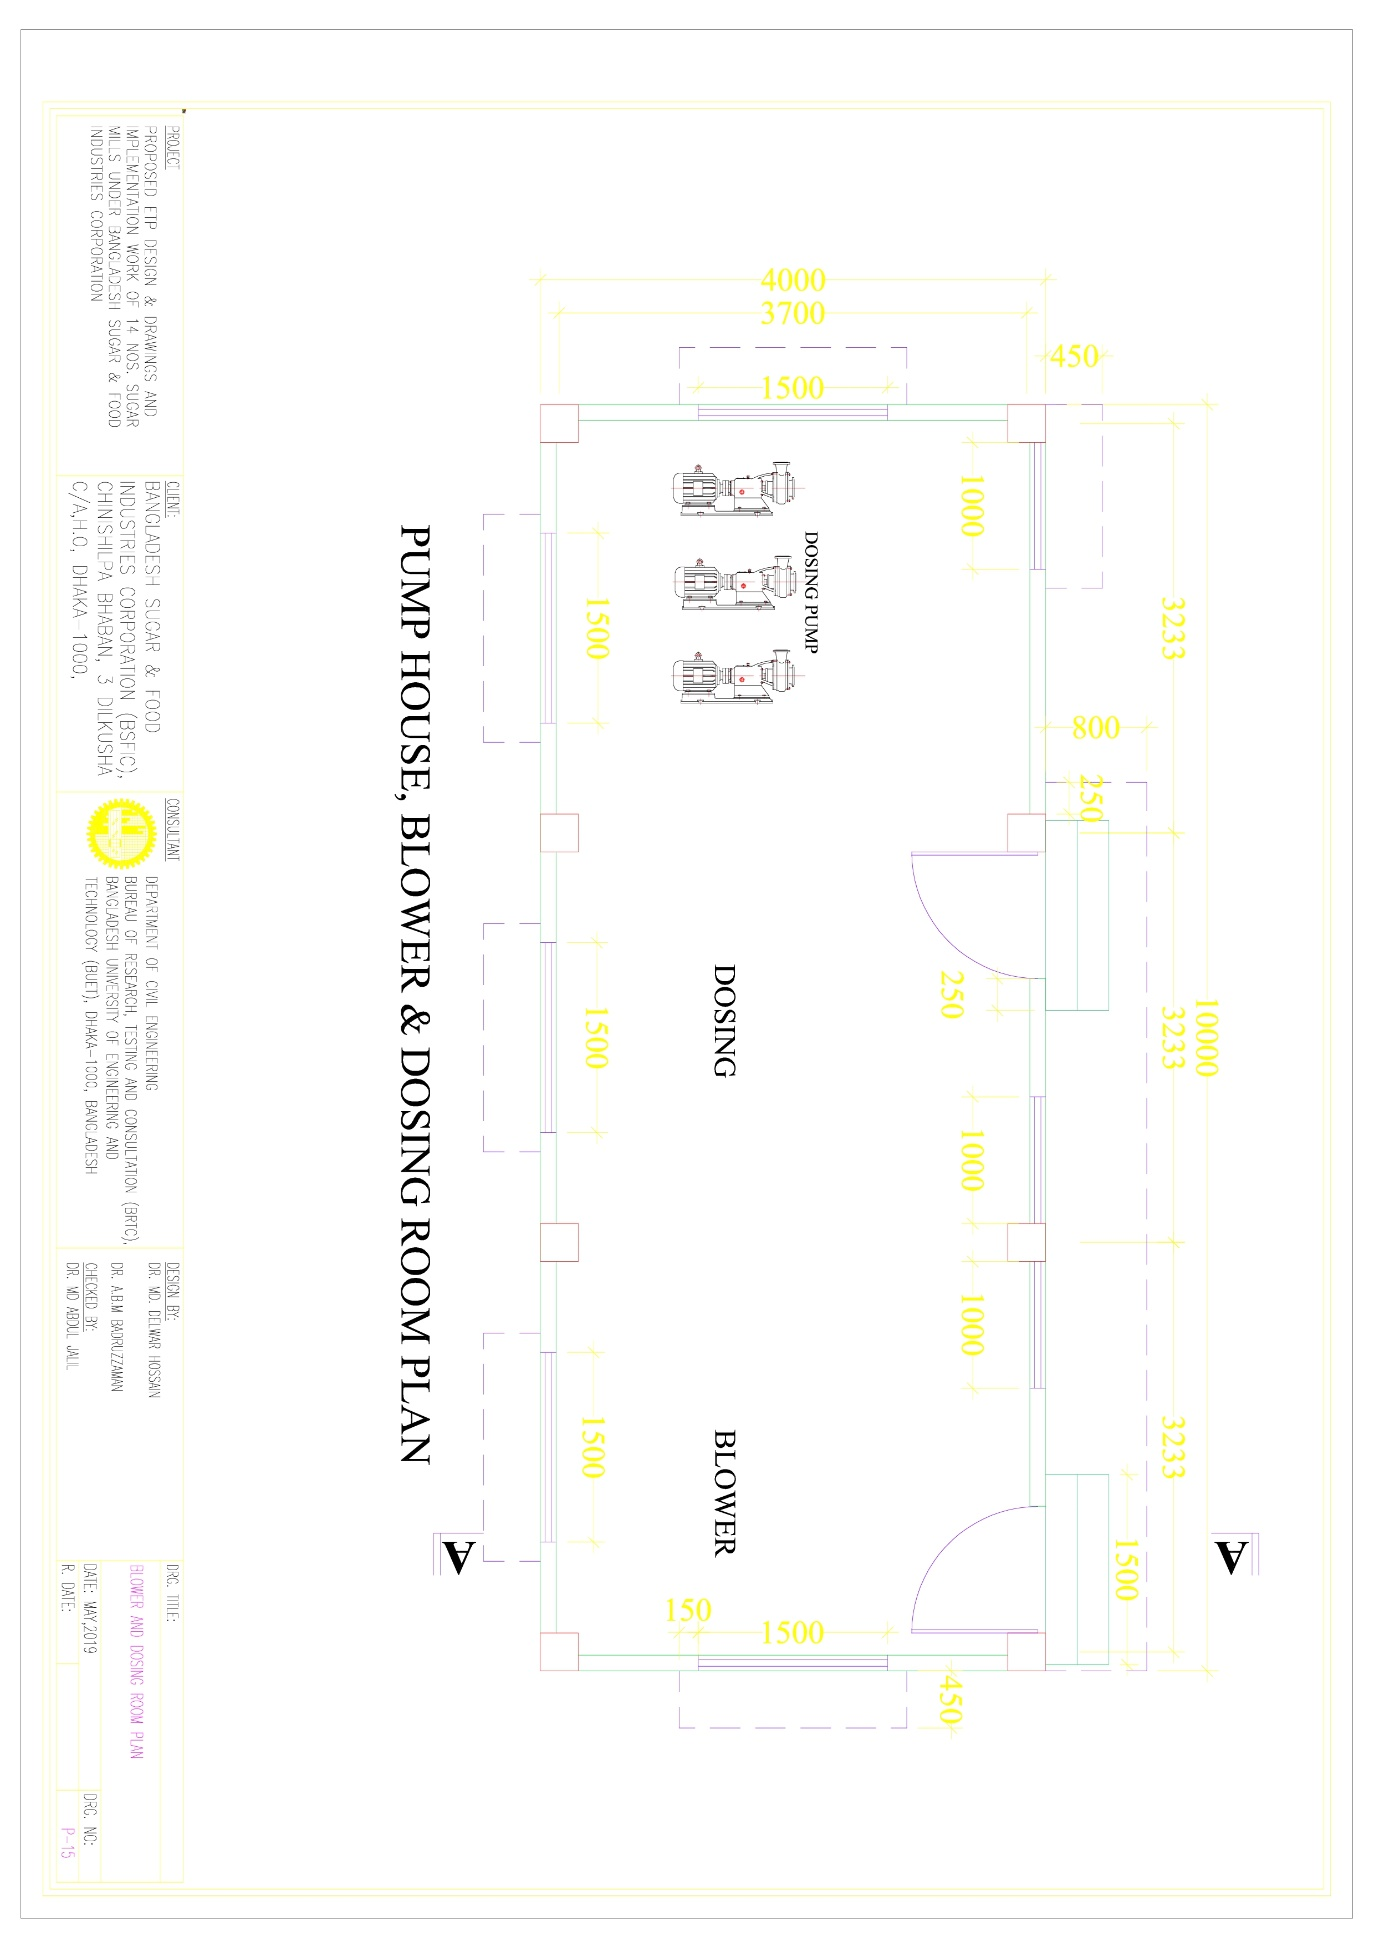 10000
3233
3233
3233
450
800
250
1500
1000
250
1000
1000
4000
3700
1500
DOSING PUMP
DOSING
BLOWER
150
1500
450
1500
1500
1500
A
A
PUMP HOUSE, BLOWER & DOSING ROOM PLAN
PROJECT
PROPOSED ETP DESIGN & DRAWINGS AND
IMPLEMENTATION WORK OF 14 NOS. SUGAR
MILLS UNDER BANGLADESH SUGAR & FOOD
INDUSTRIES CORPORATION
CLIENT:
BANGLADESH SUGAR & FOOD
INDUSTRIES CORPORATION (BSFIC),
CHINISHILPA BHABAN, 3 DILKUSHA
C/A,H.O, DHAKA-1000,
CONSULTANT
DEPARTMENT OF CIVIL ENGINEERING
BUREAU OF RESEARCH, TESTING AND CONSULTATION (BRTC),
BANGLADESH UNIVERSITY OF ENGINEERING AND
TECHNOLOGY (BUET), DHAKA-1000, BANGLADESH
DESIGN BY:
DR. MD. DELWAR HOSSAIN
DR. A.B.M BADRUZZAMAN
CHECKED BY:
DR. MD ABDUL JALIL
DRG. TITLE:
BLOWER AND DOSING ROOM PLAN
DATE: MAY,2019
R. DATE:
DRG. NO:
P-15